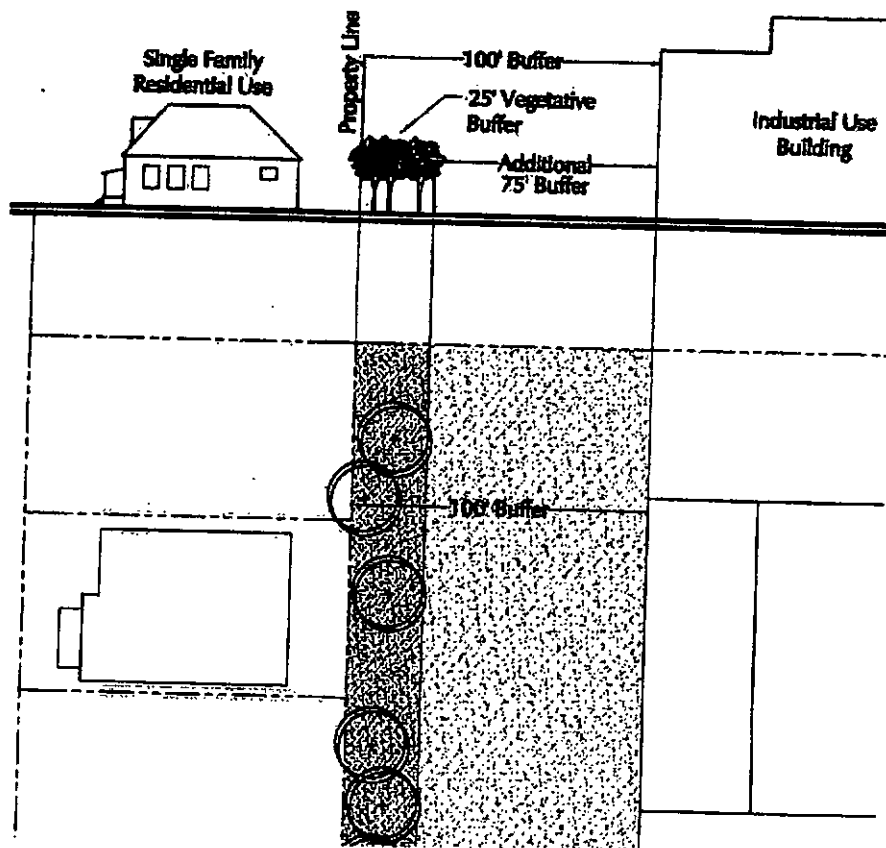 Single Family
Residential Use
Property Line
100' Buffer
25' Vegetative
Buffer
Additional
75' Buffer
Industrial Use
Building
100' Buffer